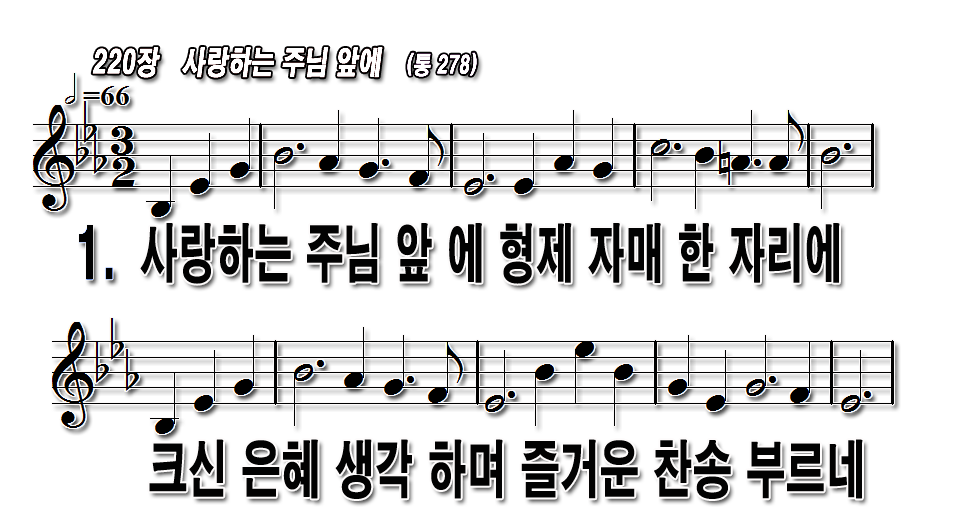 220장 사랑하는 주님 앞에 (통 278)
=66
3
2
1. 사랑하는 주님 앞 에 형제 자매 한 자리에
크신 은혜 생각 하며 즐거운 찬송 부르네